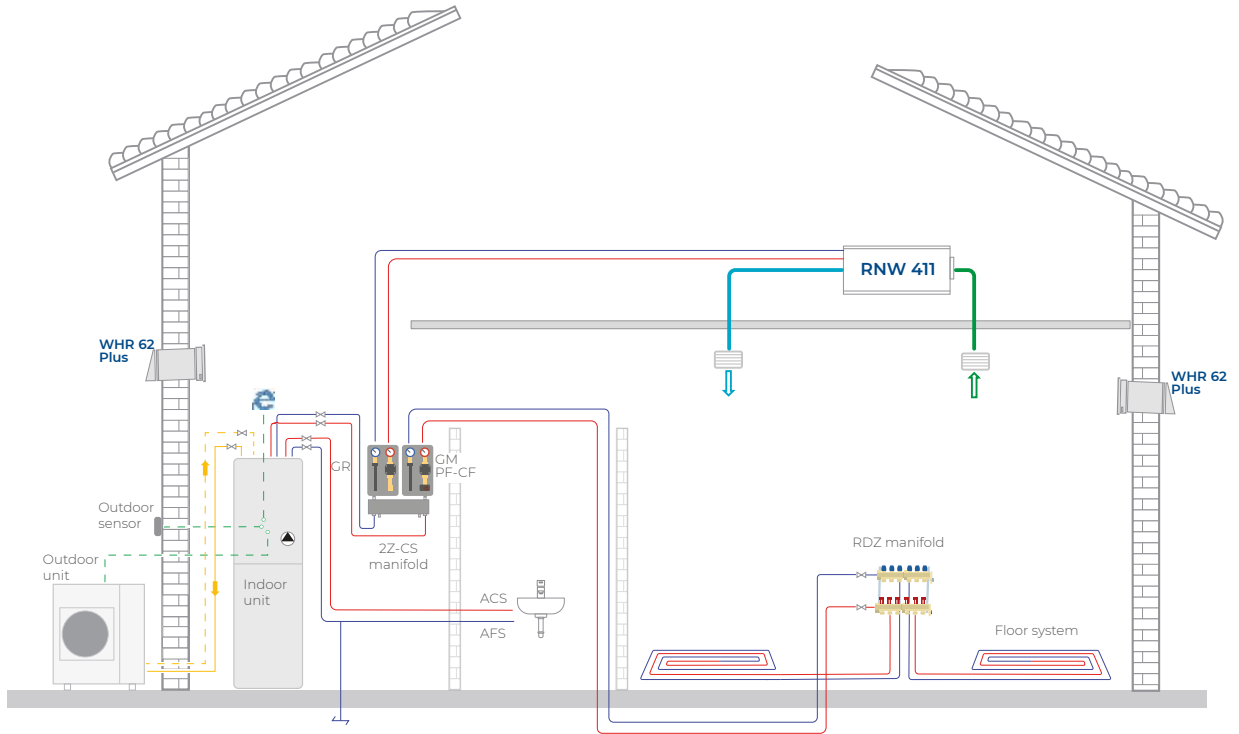 RNW 411
WHR 62
Plus
WHR 62
Plus
GR
GM
PF-CF
Outdoor
sensor
2Z-CS
manifold
RDZ manifold
Outdoor
unit
Indoor
unit
ACS
AFS
Floor system